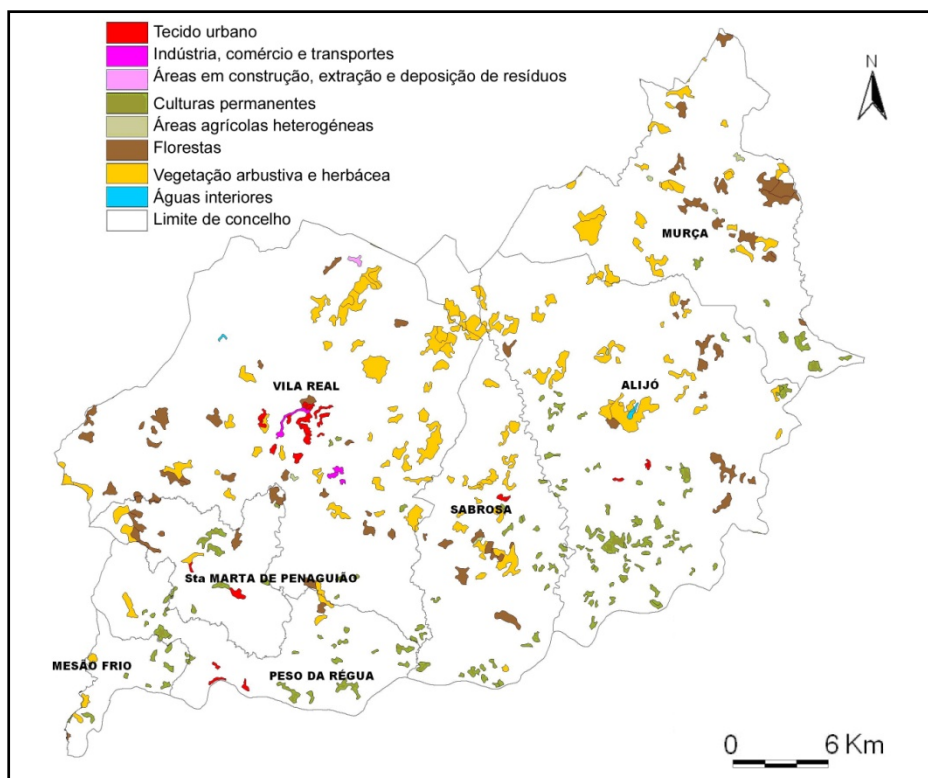 Tecido urbano
Indústria, comércio e transportes
Áreas em construção, extração e deposição de resíduos
Culturas permanentes
Áreas agrícolas heterogéneas
Florestas
Vegetação arbustiva e herbácea
Águas interiores
Limite de concelho
N
MURÇA
VILA REAL
ALIJÓ
SABROSA
Sta MARTA DE PENAGUIÃO
MESÃO FRIO
PESO DA RÉGUA
0 6 Km